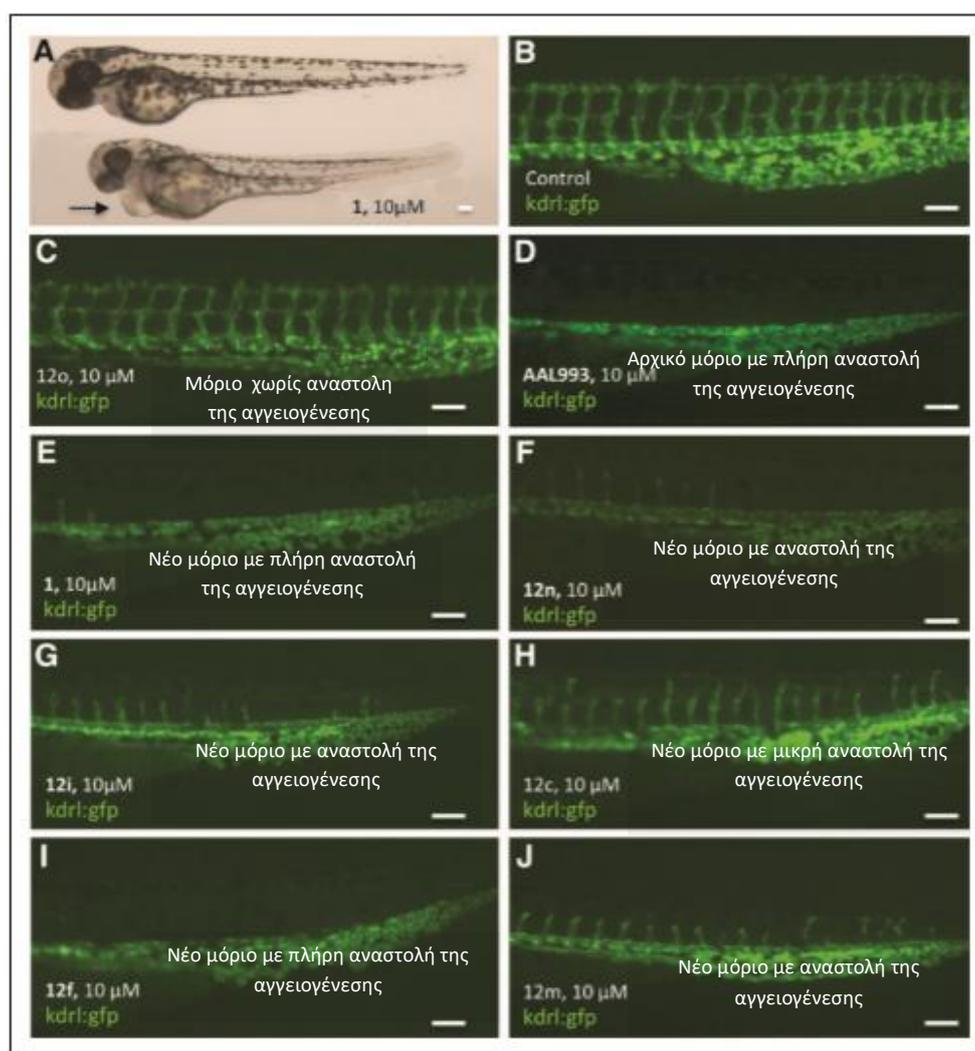 A
1, 10μM
B
Control
kdrl:gfp
C
12o, 10 μM
kdrl:gfp
Μόριο χωρίς αναστολη
της αγγειογένεσης
D
AAL993, 10 μM
kdrl:gfp
Αρχικό μόριο με πλήρη αναστολή
της αγγειογένεσης
E
1, 10μM
kdrl:gfp
Νέο μόριο με πλήρη αναστολή
της αγγειογένεσης
F
12n, 10 μM
kdrl:gfp
Νέο μόριο με αναστολή της
αγγειογένεσης
G
12i, 10μM
kdrl:gfp
Νέο μόριο με αναστολή της
αγγειογένεσης
H
12c, 10 μM
kdrl:gfp
Νέο μόριο με μικρή αναστολή της
αγγειογένεσης
I
12f, 10 μM
kdrl:gfp
Νέο μόριο με πλήρη αναστολή της
αγγειογένεσης
J
12m, 10 μM
kdrl:gfp
Νέο μόριο με αναστολή της
αγγειογένεσης